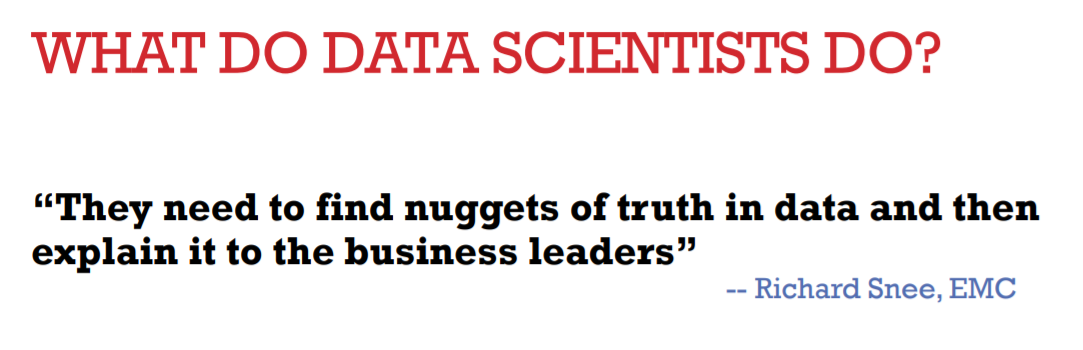 WHAT DO DATA SCIENTISTS DO?
“They need to find nuggets of truth in data and then
explain it to the business leaders”
-- Richard Snee, EMC